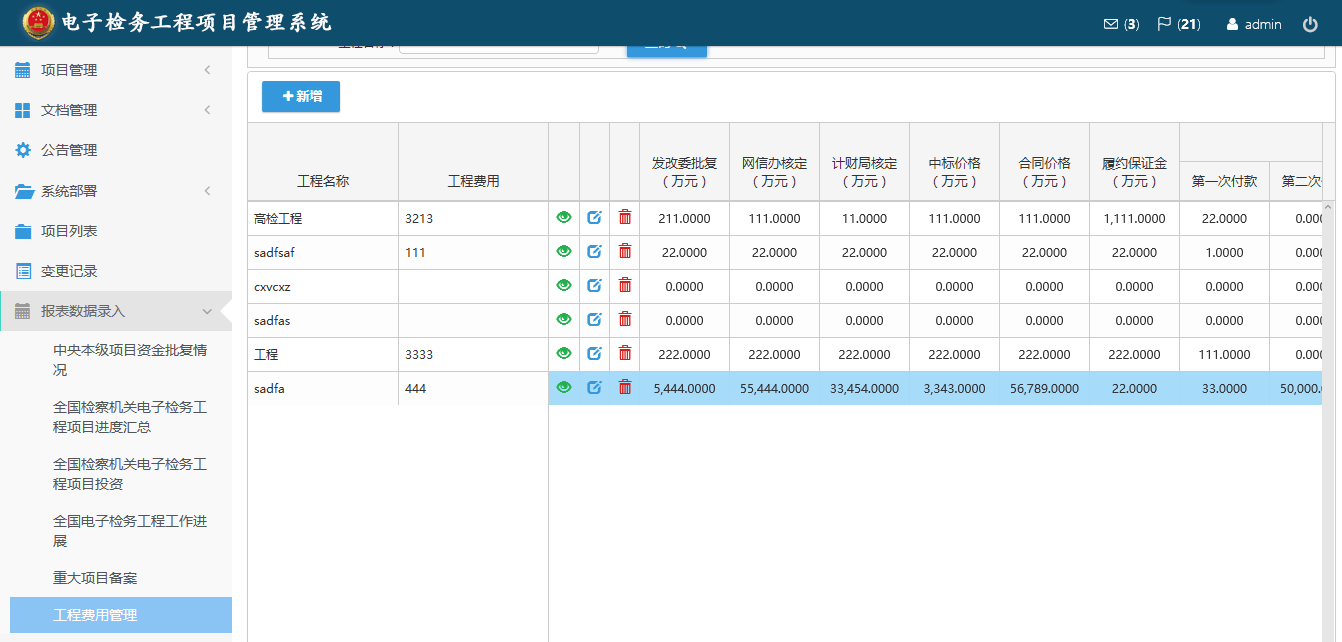 电子检务工程项目管理系统
(3) (21) admin
项目管理
文档管理
公告管理
系统部署
项目列表
变更记录
报表数据录入
中央本级项目资金批复情
况
全国检察机关电子检务工
程项目进度汇总
全国检察机关电子检务工
程项目投资
全国电子检务工程工作进
展
重大项目备案
工程费用管理
新增
工程名称 工程费用 发改委批复（万元） 网信办核定（万元） 计财局核定（万元） 中标价格（万元） 合同价格（万元） 履约保证金（万元） 第一次付款 第二次
高检工程 3213 211.0000 111.0000 11.0000 111.0000 111.0000 1,111.0000 22.0000 0.000
sadfsaf 111 22.0000 22.0000 22.0000 22.0000 22.0000 22.0000 1.0000 0.000
cxvcxz 0.0000 0.0000 0.0000 0.0000 0.0000 0.0000 0.0000 0.000
sadfas 0.0000 0.0000 0.0000 0.0000 0.0000 0.0000 0.0000 0.000
工程 3333 222.0000 222.0000 222.0000 222.0000 222.0000 222.0000 111.0000 0.000
sadfa 444 5,444.0000 55,444.0000 33,454.0000 3,343.0000 56,789.0000 22.0000 33.0000 50,000.